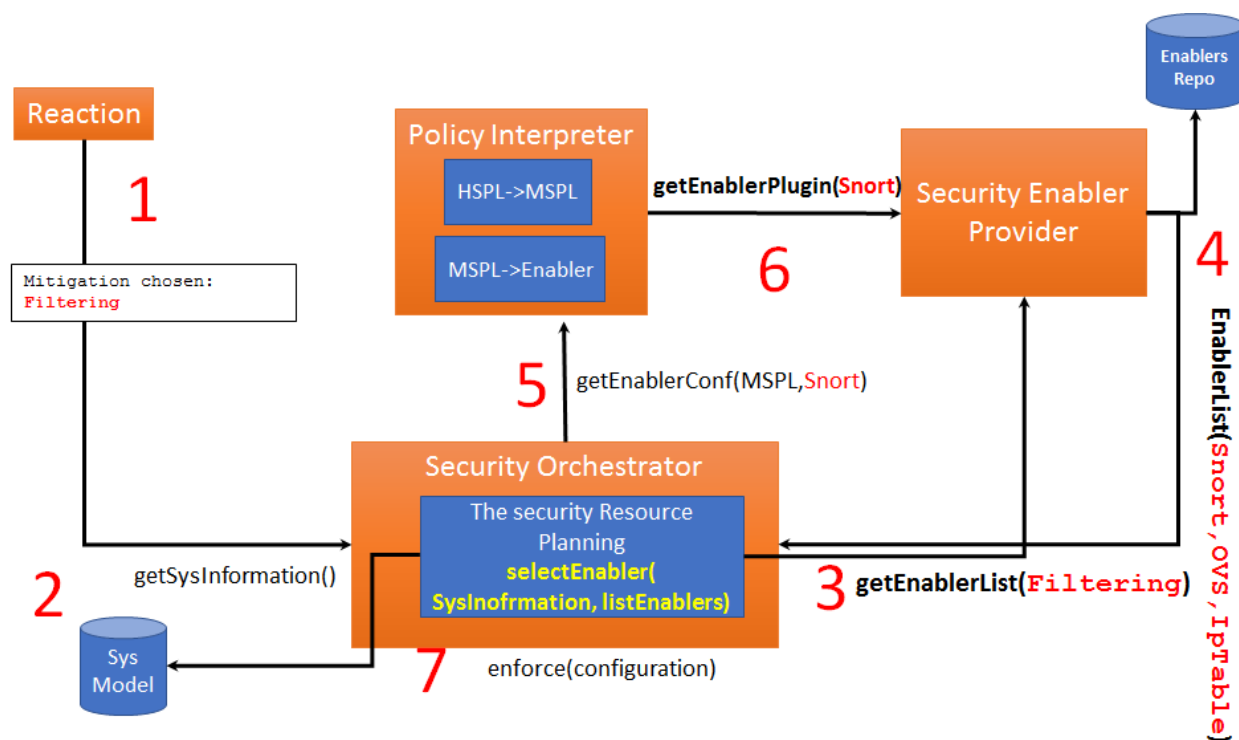 Enablers
Repo
Reaction
Policy Interpreter
HSPL->MSPL
MSPL->Enabler
getEnablerPlugin(Snort)
Security Enabler
Provider
1
6
4
Mitigation chosen:
Filtering
EnablerList(Snort,OVS,IpTable)
5
getEnablerConf(MSPL,Snort)
Security Orchestrator
The security Resource
Planning
selectEnabler(
SysInofrmation, listEnablers)
getSysInformation()
2
3
getEnablerList(Filtering)
Sys
Model
7
enforce(configuration)